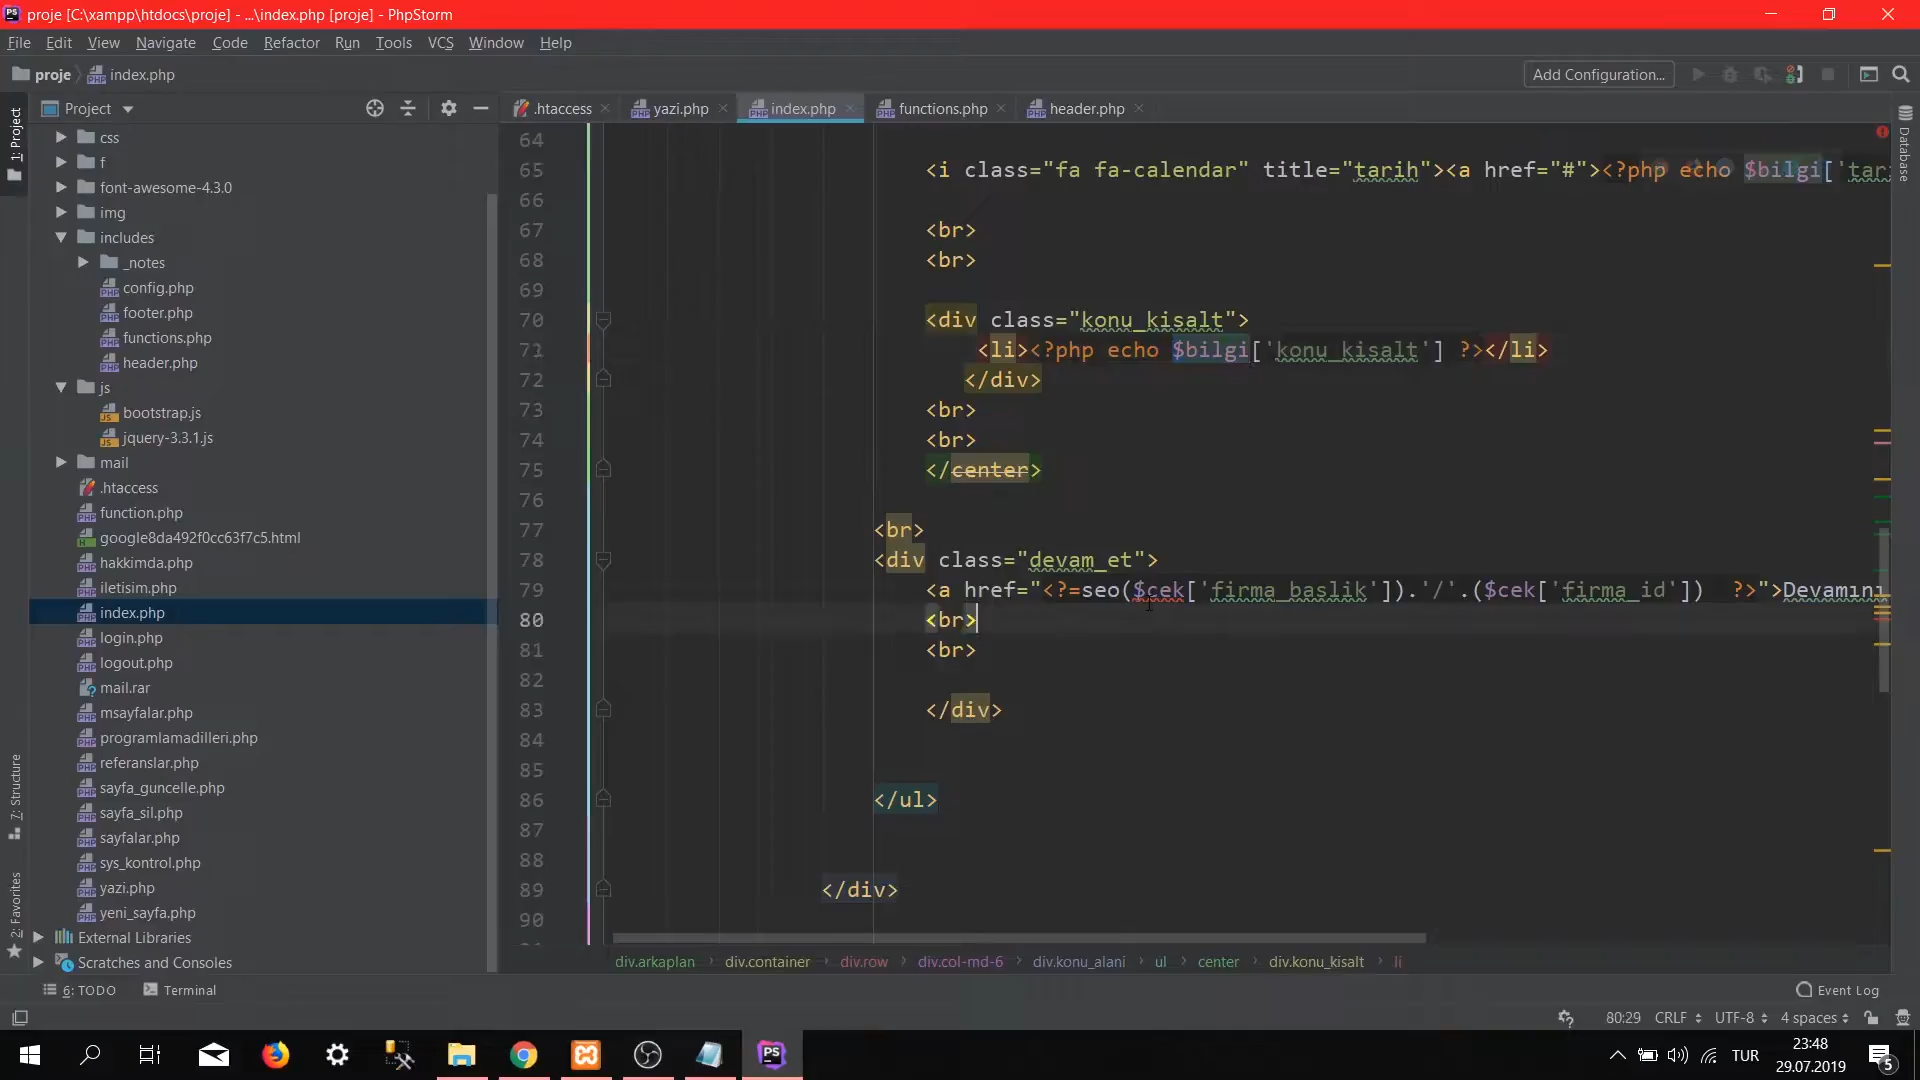 proje [C:\xampp\htdocs\proje] - ...\index.php [proje] - PhpStorm
File Edit View Navigate Code Refactor Run Tools VCS Window Help
proje index.php Add Configuration...
Project
.htaccess yazi.php index.php functions.php header.php
1: Project
7: Structure
2: Favorites
Database
css
f
font-awesome-4.3.0
img
includes
_notes
config.php
footer.php
functions.php
header.php
js
bootstrap.js
jquery-3.3.1.js
mail
.htaccess
function.php
google8da492f0cc63f7c5.html
hakkimda.php
iletisim.php
index.php
login.php
logout.php
mail.rar
msayfalar.php
programlamadilleri.php
referanslar.php
sayfa_guncelle.php
sayfa_sil.php
sayfalar.php
sys_kontrol.php
yazi.php
yeni_sayfa.php
External Libraries
Scratches and Consoles
64
65 <i class="fa fa-calendar" title="tarih"><a href="#"><?php echo $bilgi['tari
66
67 <br>
68 <br>
69
70 <div class="konu_kisalt">
71 <li><?php echo $bilgi['konu_kisalt'] ?></li>
72 </div>
73 <br>
74 <br>
75 </center>
76
77 <br>
78 <div class="devam_et">
79 <a href="<?=seo($cek['firma_baslik']).'/'.($cek['firma_id']) ?>">Devamını
80 <br>
81 <br>
82
83 </div>
84
85
86 </ul>
87
88
89 </div>
90
div.arkaplan div.container div.row div.col-md-6 div.konu_alani ul center div.konu_kisalt li
6: TODO Terminal Event Log
80:29 CRLF UTF-8 4 spaces
PS
TUR
23:48
29.07.2019
5